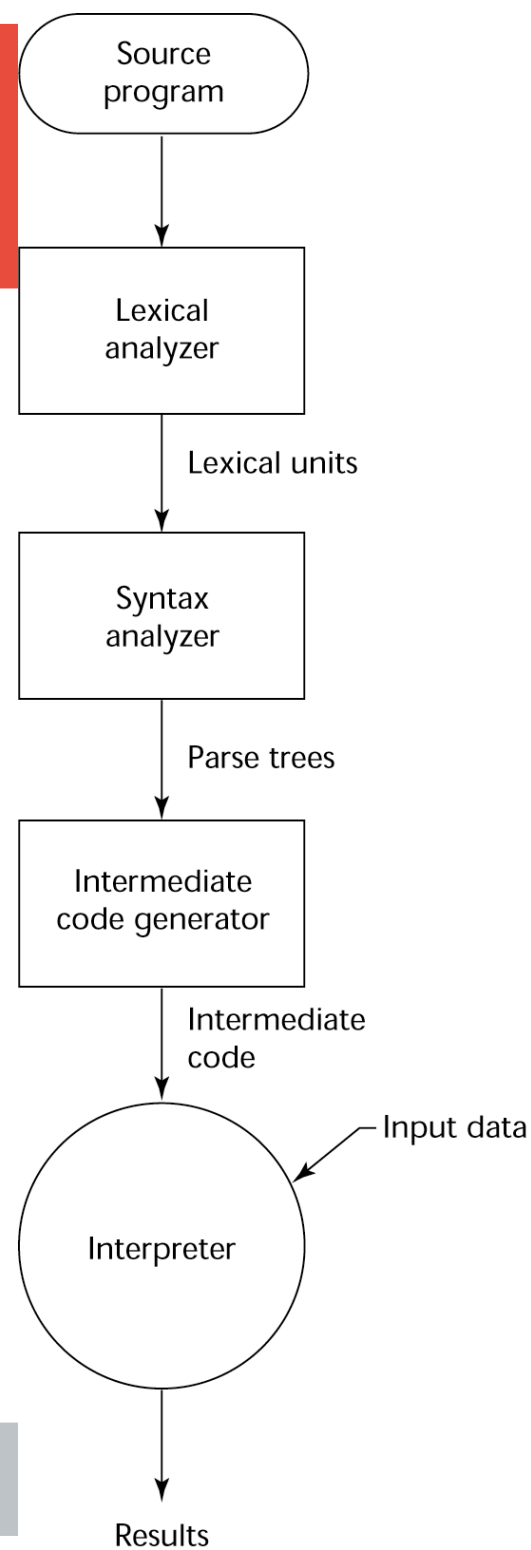 Source
program
Lexical
analyzer
Lexical units
Syntax
analyzer
Parse trees
Intermediate
code generator
Intermediate
code
Input data
Interpreter
Results